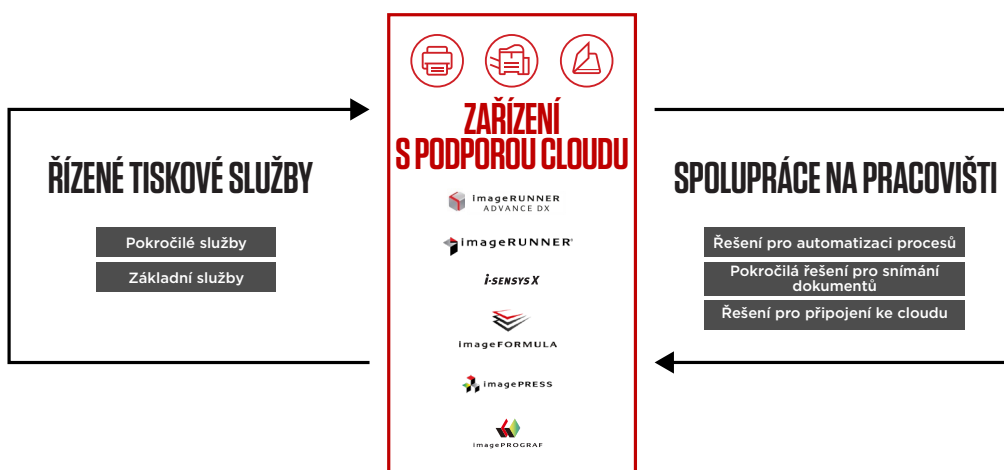 ŘÍZENÉ TISKOVÉ SLUŽBY
Pokročilé služby
Základní služby
ZAŘÍZENÍ
S PODPOROU CLOUDU
imageRUNNER
ADVANCE DX
imageRUNNER®
i-SENSYS X
imageFORMULA
imagePRESS
imagePROGRAF
SPOLUPRÁCE NA PRACOVIŠTI
Řešení pro automatizaci procesů
Pokročilá řešení pro snímání
dokumentů
Řešení pro připojení ke cloudu